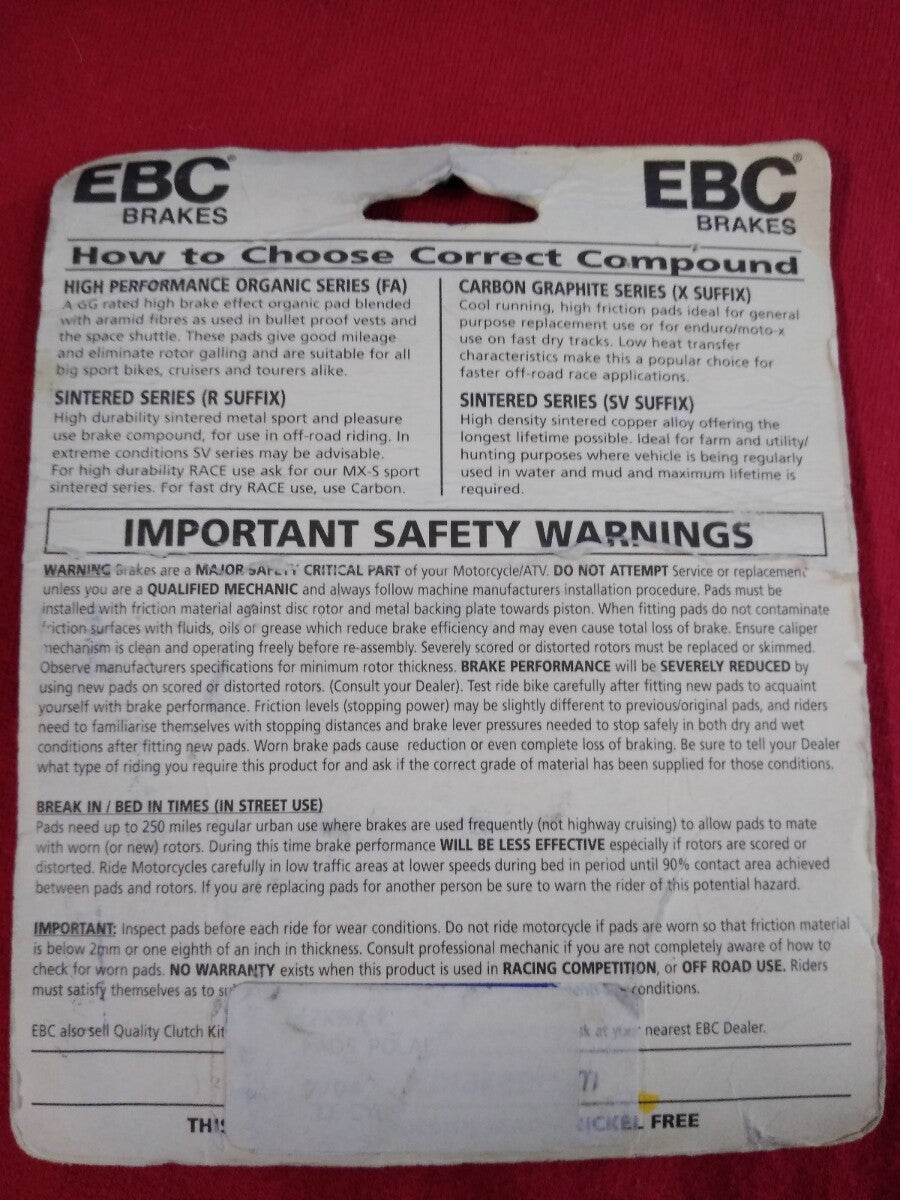 EBC®
BRAKES
EBC®
BRAKES
How to Choose Correct Compound
HIGH PERFORMANCE ORGANIC SERIES (FA)
A GG rated high brake effect organic pad blended
with aramid fibres as used in bullet proof vests and
the space shuttle. These pads give good mileage
and eliminate rotor galling and are suitable for all
big sport bikes, cruisers and tourers alike.
SINTERED SERIES (R SUFFIX)
High durability sintered metal sport and pleasure
use brake compound, for use in off-road riding. In
extreme conditions SV series may be advisable.
For high durability RACE use ask for our MX-S sport
sintered series. For fast dry RACE use, use Carbon.
CARBON GRAPHITE SERIES (X SUFFIX)
Cool running, high friction pads ideal for general
purpose replacement use or for enduro/moto-x
use on fast dry tracks. Low heat transfer
characteristics make this a popular choice for
faster off-road race applications.
SINTERED SERIES (SV SUFFIX)
High density sintered copper alloy offering the
longest lifetime possible. Ideal for farm and utility/
hunting purposes where vehicle is being regularly
used in water and mud and maximum lifetime is
required.
IMPORTANT SAFETY WARNINGS
WARNING Brakes are a MAJOR SAFETY CRITICAL PART of your Motorcycle/ATV. DO NOT ATTEMPT Service or replacement
unless you are a QUALIFIED MECHANIC and always follow machine manufacturers installation procedure. Pads must be
installed with friction material against disc rotor and metal backing plate towards piston. When fitting pads do not contaminate
friction surfaces with fluids, oils or grease which reduce brake efficiency and may even cause total loss of brake. Ensure caliper
mechanism is clean and operating freely before re-assembly. Severely scored or distorted rotors must be replaced or skimmed.
Observe manufacturers specifications for minimum rotor thickness. BRAKE PERFORMANCE will be SEVERELY REDUCED by
using new pads on scored or distorted rotors. (Consult your Dealer). Test ride bike carefully after fitting new pads to acquaint
yourself with brake performance. Friction levels (stopping power) may be slightly different to previous/original pads, and riders
need to familiarise themselves with stopping distances and brake lever pressures needed to stop safely in both dry and wet
conditions after fitting new pads. Worn brake pads cause reduction or even complete loss of braking. Be sure to tell your Dealer
what type of riding you require this product for and ask if the correct grade of material has been supplied for those conditions.
BREAK IN / BED IN TIMES (IN STREET USE)
Pads need up to 250 miles regular urban use where brakes are used frequently (not highway cruising) to allow pads to mate
with worn (or new) rotors. During this time brake performance WILL BE LESS EFFECTIVE especially if rotors are scored or
distorted. Ride Motorcycles carefully in low traffic areas at lower speeds during bed in period until 90% contact area achieved
between pads and rotors. If you are replacing pads for another person be sure to warn the rider of this potential hazard.
IMPORTANT: Inspect pads before each ride for wear conditions. Do not ride motorcycle if pads are worn so that friction material
is below 2mm or one eighth of an inch in thickness. Consult professional mechanic if you are not completely aware of how to
check for worn pads. NO WARRANTY exists when this product is used in RACING COMPETITION, or OFF ROAD USE. Riders
must satisfy themselves as to conditions.
EBC also sell Quality Clutch Kit at your nearest EBC Dealer.
THIS NICKEL FREE